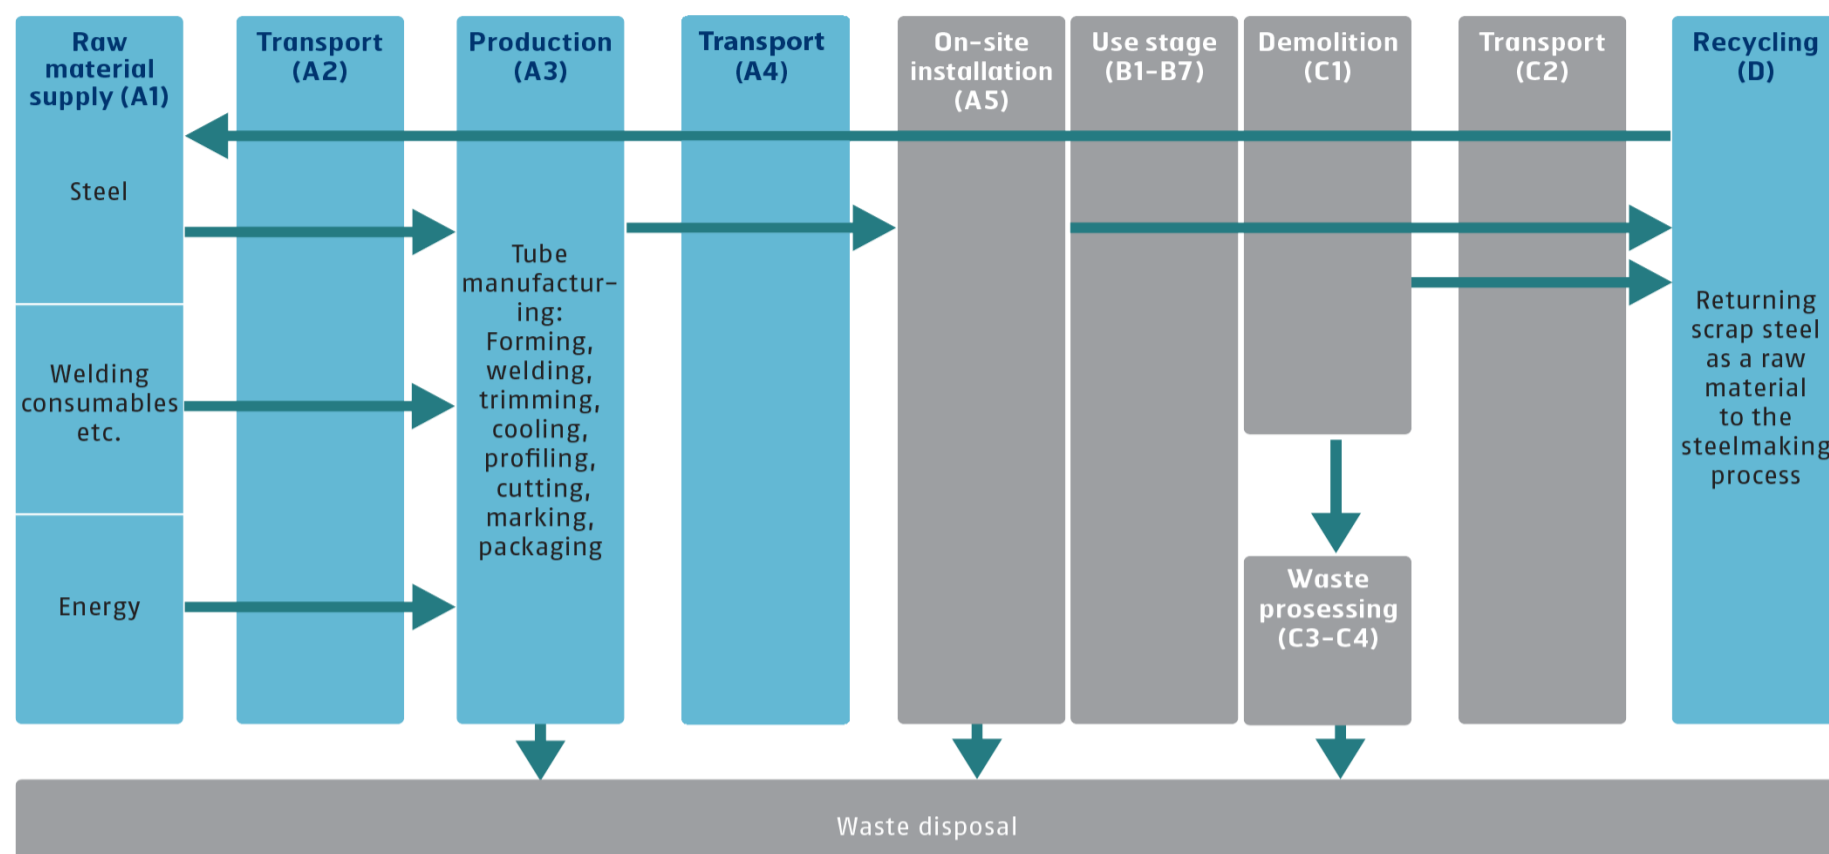 Raw
material
supply (A1)
Steel
Welding
consumables
etc.
Energy
Transport
(A2)
Production
(A3)
Tube
manufactur-
ing:
Forming,
welding,
trimming,
cooling,
profiling,
cutting,
marking,
packaging
Transport
(A4)
On-site
installation
(A5)
Use stage
(B1-B7)
Demolition
(C1)
Waste
prosessing
(C3-C4)
Transport
(C2)
Recycling
(D)
Returning
scrap steel
as a raw
material
to the
steelmaking
process
Waste disposal